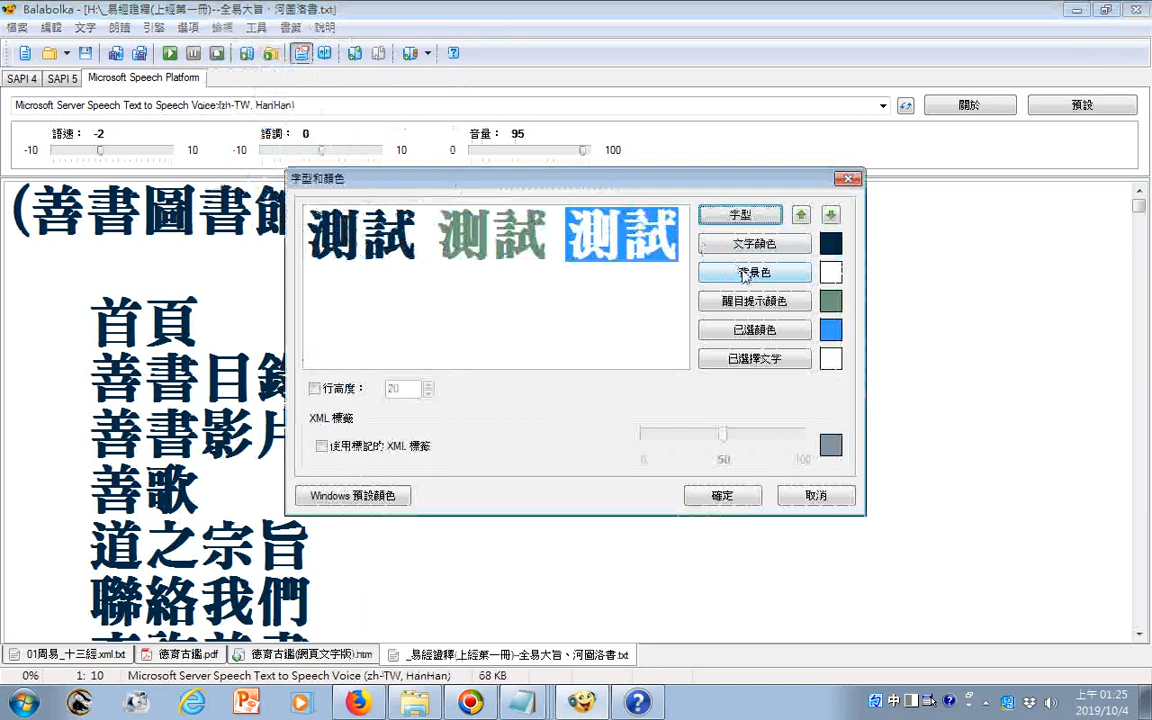 Balabolka - [H:\_易經證釋(上經第一冊)--全易大旨、河圖洛書.txt]
檔案 編輯 文字 朗讀 引擎 選項 編碼 工具 書籤 說明
SAPI 4 SAPI 5 Microsoft Speech Platform
Microsoft Server Speech Text to Speech Voice (zh-TW, HanHan) 關於 預設
語速： -2 語調： 0 音量： 95
-10 10 -10 10 0 100
(善書圖書館
首頁
善書目錄
善書影片
善歌
道之宗旨
聯絡我們
字型和顏色
測試 測試 測試
字型
文字顏色
背景色
醒目提示顏色
已選顏色
已選擇文字
行高度： 20
XML 標籤
使用標記的 XML 標籤
0 50 100
Windows 預設顏色 確定 取消
01周易_十三經.xml.txt 德育古鑑.pdf 德育古鑑(網頁文字版).htm _易經證釋(上經第一冊)--全易大旨、河圖洛書.txt
0% 1: 10 Microsoft Server Speech Text to Speech Voice (zh-TW, HanHan) 68 KB
中
上午 01:25
2019/10/4